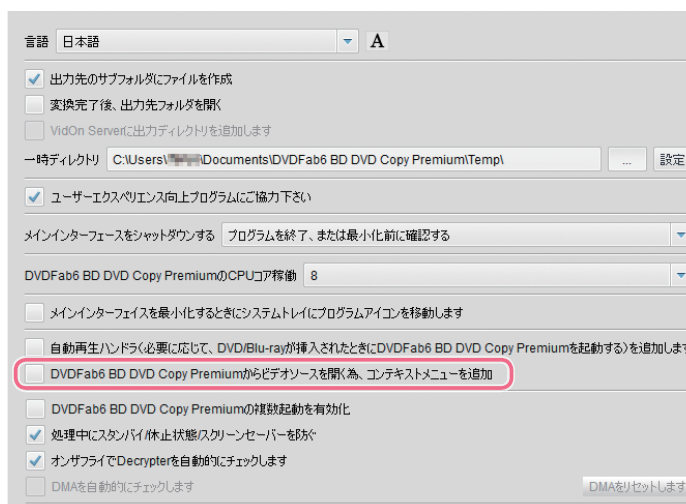 言語 日本語 A
出力先のサブフォルダにファイルを作成
変換完了後、出力先フォルダを開く
VidOn Serverに出力ディレクトリを追加します
一時ディレクトリ C:\Users\ \Documents\DVDFab6 BD DVD Copy Premium\Temp\ ... 設定
ユーザーエクスペリエンス向上プログラムにご協力下さい
メインインターフェースをシャットダウンする プログラムを終了、または最小化前に確認する
DVDFab6 BD DVD Copy PremiumのCPUコア稼働 8
メインインターフェイスを最小化するときにシステムトレイにプログラムアイコンを移動します
自動再生ハンドラ(必要に応じて、DVD/Blu-rayが挿入されたときにDVDFab6 BD DVD Copy Premiumを起動する)を追加します
DVDFab6 BD DVD Copy Premiumからビデオソースを開く為、コンテキストメニューを追加
DVDFab6 BD DVD Copy Premiumの複数起動を有効化
処理中にスタンバイ/休止状態/スクリーンセーバーを防ぐ
オンザフライでDecrypterを自動的にチェックします
DMAを自動的にチェックします DMAをリセットします